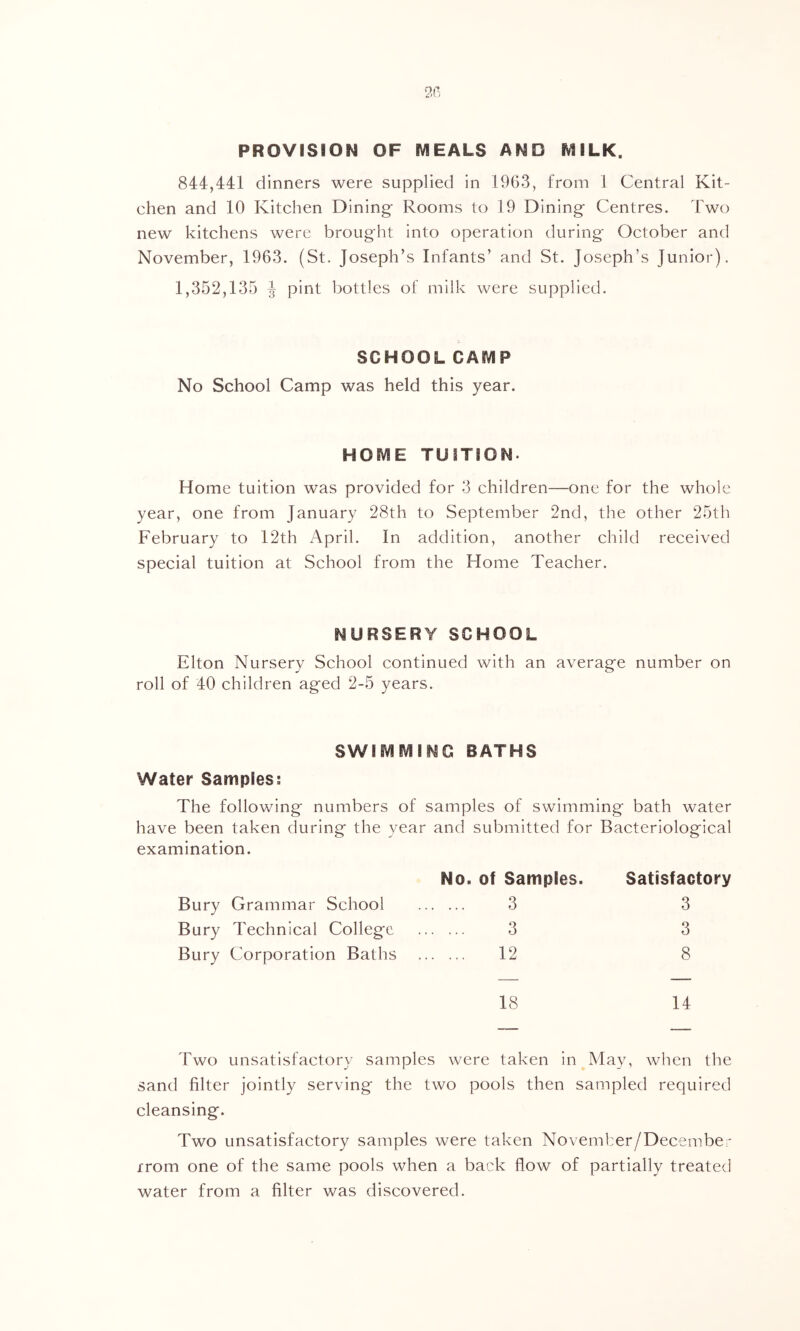 26
PROVISION OF MEALS AND MILK.
844,441 dinners were supplied in 1963, from 1 Central Kit-
chen and 10 Kitchen Dining Rooms to 19 Dining Centres. Two
new kitchens were brought into operation during October and
November, 1963. (St. Joseph's Infants' and St. Joseph's Junior).
1,352,135 ⅓ pint bottles of milk were supplied.
SCHOOL CAMP
No School Camp was held this year.
HOME TUITION.
Home tuition was provided for 3 children—one for the whole
year, one from January 28th to September 2nd, the other 25th
February to 12th April. In addition, another child received
special tuition at School from the Home Teacher.
NURSERY SCHOOL
Elton Nursery School continued with an average number on
roll of 40 children aged 2-5 years.
SWIMMING BATHS
Water Samples:
The following numbers of samples of swimming bath water
have been taken during the year and submitted for Bacteriological
examination.
No. of Samples. Satisfactory
Bury Grammar School ... ... 3 3
Bury Technical College ... ... 3 3
Bury Corporation Baths ... ... 12 8
— —
18 14
— —
Two unsatisfactory samples were taken in May, when the
sand filter jointly serving the two pools then sampled required
cleansing.
Two unsatisfactory samples were taken November/December
from one of the same pools when a back flow of partially treated
water from a filter was discovered.